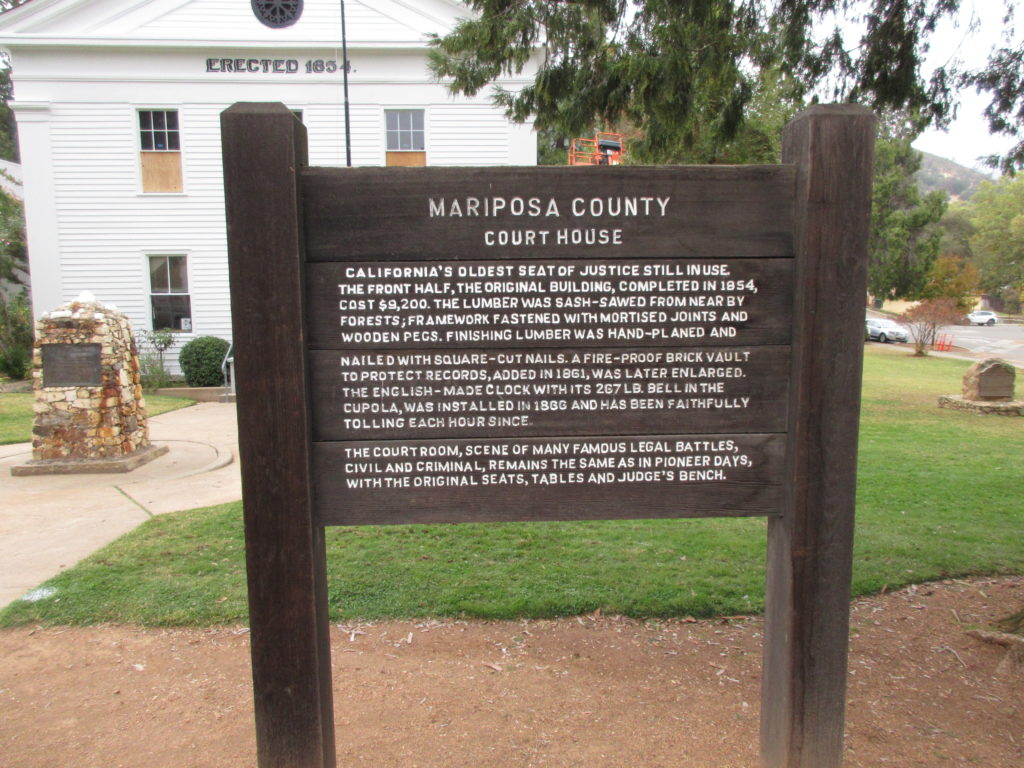 ERECTED 1854.
MARIPOSA COUNTY
COURT HOUSE
CALIFORNIA'S OLDEST SEAT OF JUSTICE STILL IN USE.
THE FRONT HALF, THE ORIGINAL BUILDING, COMPLETED IN 1854,
COST $9,200. THE LUMBER WAS SASH-SAWED FROM NEAR BY
FORESTS; FRAMEWORK FASTENED WITH MORTISED JOINTS AND
WOODEN PEGS. FINISHING LUMBER WAS HAND-PLANED AND
NAILED WITH SQUARE-CUT NAILS. A FIRE-PROOF BRICK VAULT
TO PROTECT RECORDS, ADDED IN 1861, WAS LATER ENLARGED.
THE ENGLISH-MADE CLOCK WITH ITS 267 LB. BELL IN THE
CUPOLA, WAS INSTALLED IN 1866 AND HAS BEEN FAITHFULLY
TOLLING EACH HOUR SINCE.
THE COURT ROOM, SCENE OF MANY FAMOUS LEGAL BATTLES,
CIVIL AND CRIMINAL, REMAINS THE SAME AS IN PIONEER DAYS,
WITH THE ORIGINAL SEATS, TABLES AND JUDGE'S BENCH.